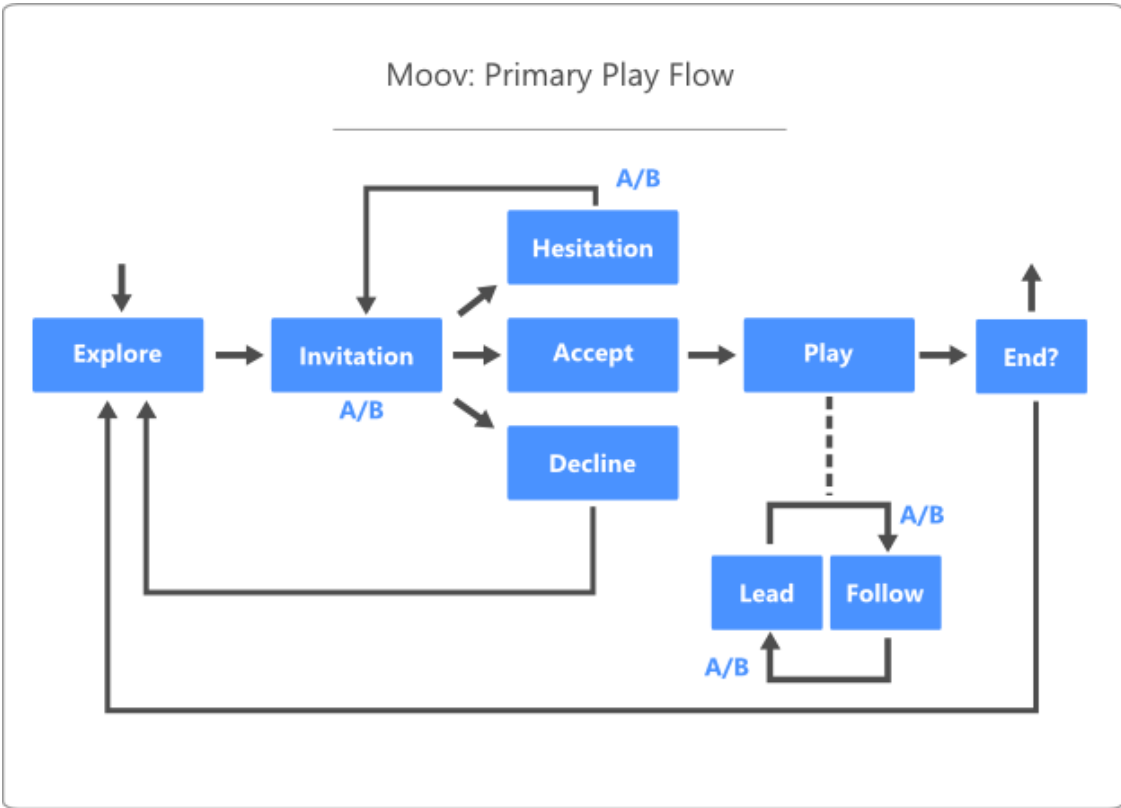 Moov: Primary Play Flow
A/B
Hesitation
Explore
Invitation
Accept
Play
End?
A/B
Decline
A/B
Lead
Follow
A/B